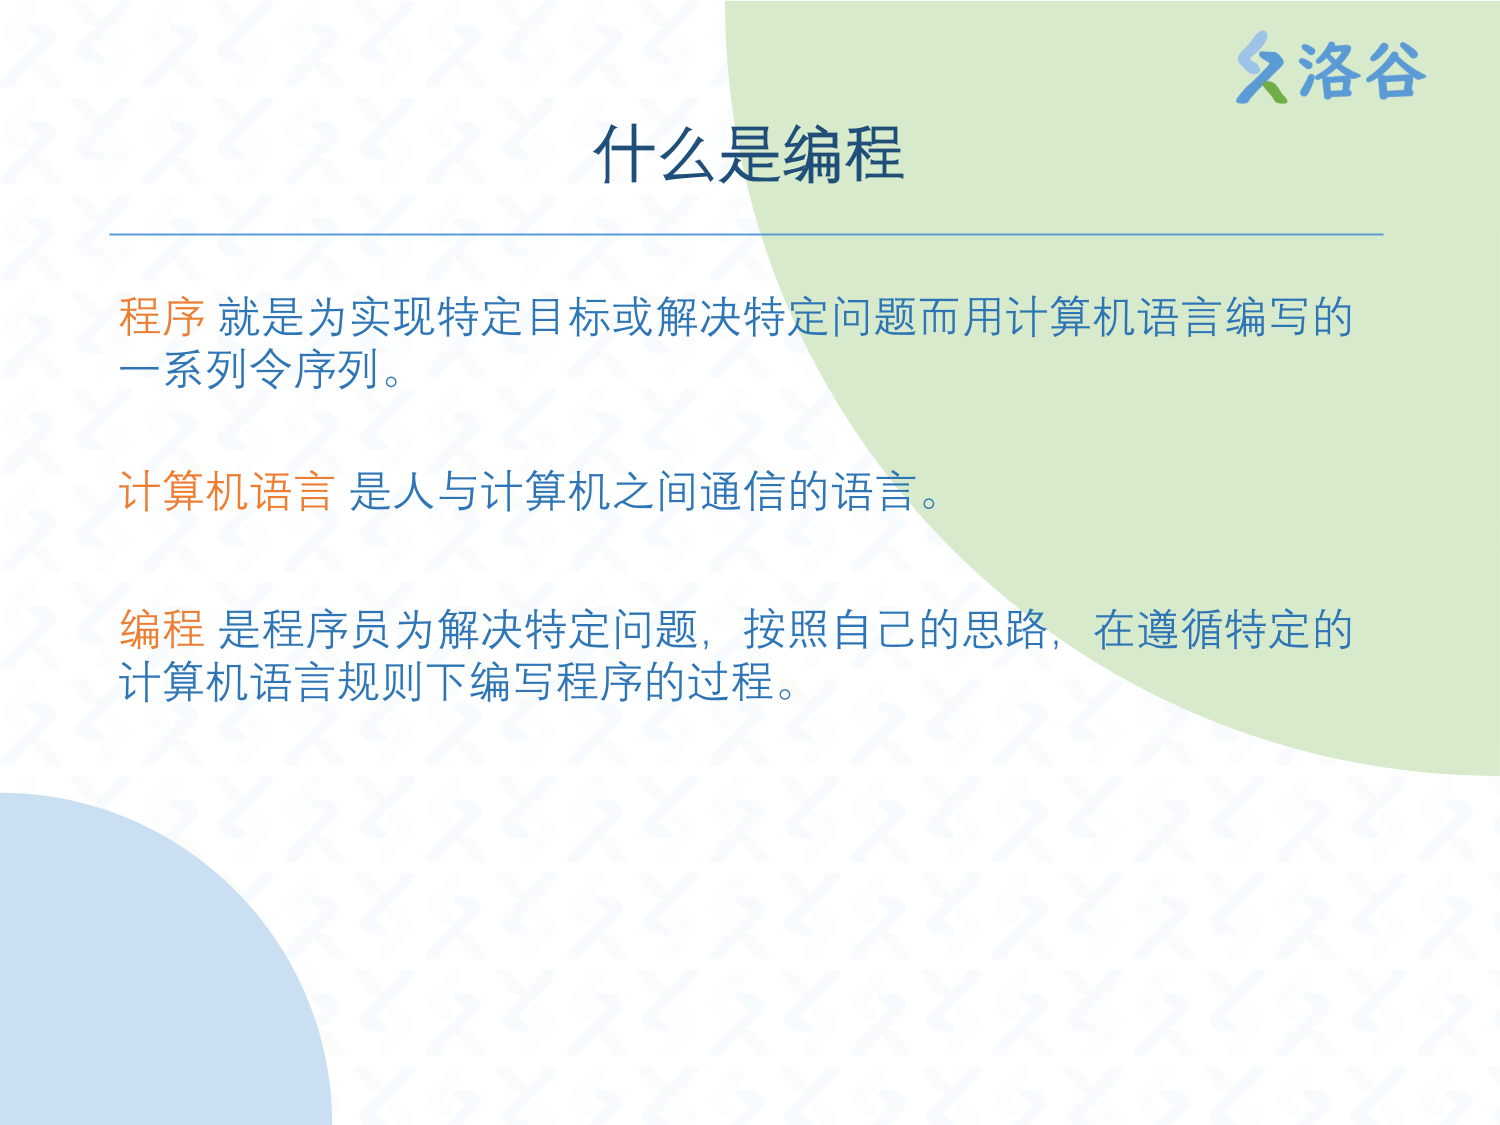 洛谷
什么是编程
程序 就是为实现特定目标或解决特定问题而用计算机语言编写的
一系列令序列。
计算机语言 是人与计算机之间通信的语言。
编程 是程序员为解决特定问题，按照自己的思路，在遵循特定的
计算机语言规则下编写程序的过程。